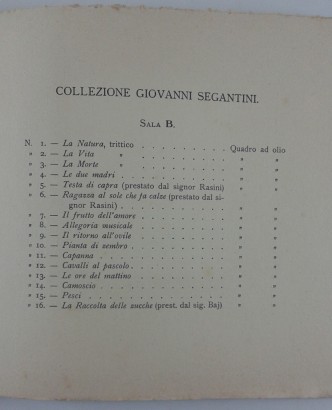 COLLEZIONE GIOVANNI SEGANTINI.
SALA B.
N. 1. — La Natura, trittico . . . . . . . . . Quadro ad olio
» 2. — La Vita » . . . . . . . . . » »
» 3. — La Morte » . . . . . . . . . » »
» 4. — Le due madri . . . . . . . . . » »
» 5. — Testa di capra (prestato dal signor Rasini) . . » »
» 6. — Ragazza al sole che fa calze (prestato dal si-
gnor Rasini) . . . . . . . . . » »
» 7. — Il frutto dell'amore . . . . . . . . » »
» 8. — Allegoria musicale . . . . . . . . » »
» 9. — Il ritorno all'ovile . . . . . . . . » »
» 10. — Pianta di zembro . . . . . . . . » »
» 11. — Capanna . . . . . . . . . . » »
» 12. — Cavalli al pascolo . . . . . . . . » »
» 13. — Le ore del mattino . . . . . . . . » »
» 14. — Camoscio . . . . . . . . . . » »
» 15. — Pesci . . . . . . . . . . . » »
» 16. — La Raccolta delle zucche (prest. dal sig. Baj) » »